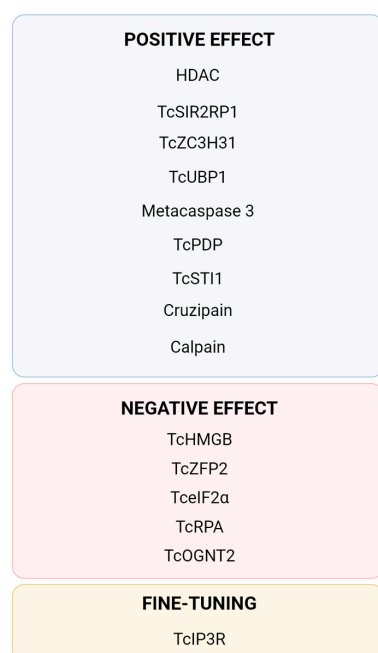 POSITIVE EFFECT
HDAC
TcSIR2RP1
TcZC3H31
TcUBP1
Metacaspase 3
TcPDP
TcSTI1
Cruzipain
Calpain
NEGATIVE EFFECT
TcHMGB
TcZFP2
TceIF2α
TcRPA
TcOGNT2
FINE-TUNING
TcIP3R